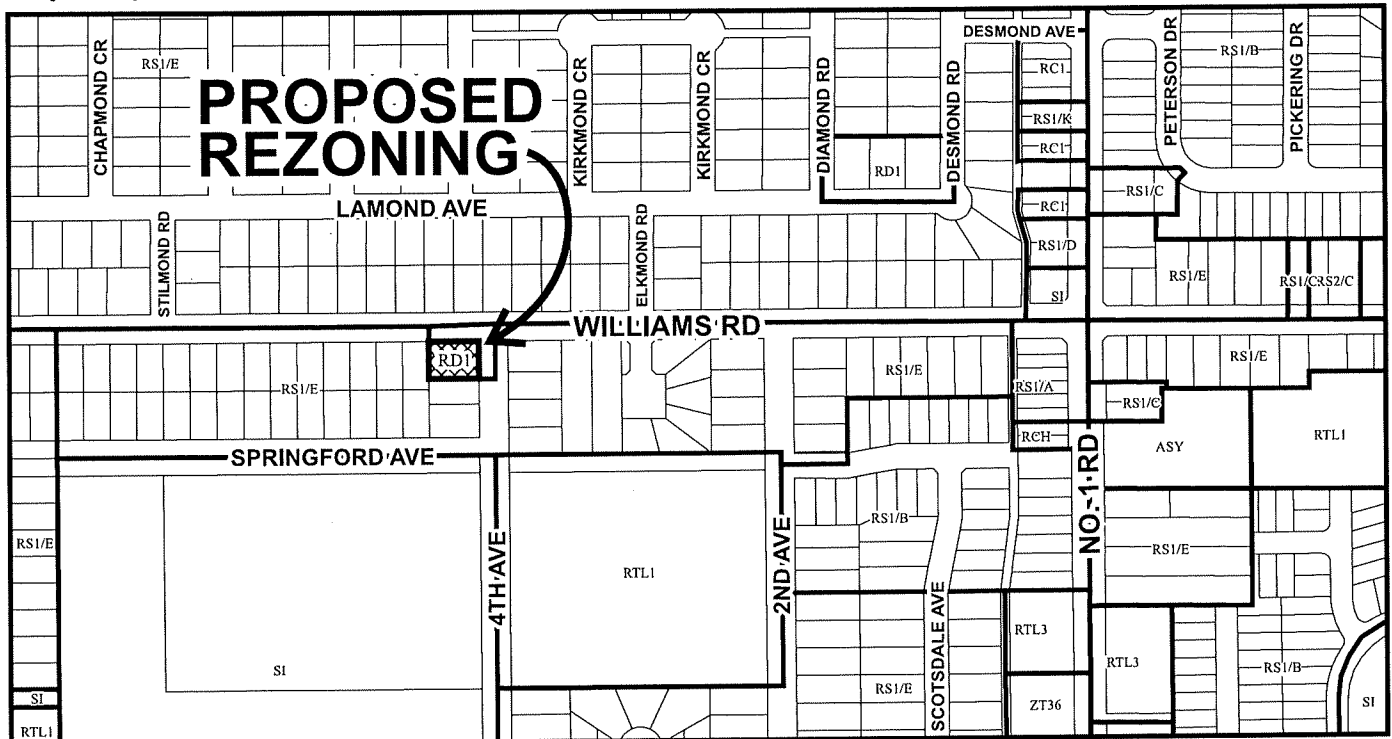 DESMOND AVE
RS1/E
RC1
RS1/B
CHAPMOND CR
KIRKMOND CR
KIRKMOND CR
DIAMOND RD
DESMOND RD
PETERSON DR
PICKERING DR
PROPOSED
REZONING
RS1/K
RC1
RD1
RS1/C
LAMOND AVE
RC1
STILMOND RD
ELKMOND RD
RS1/D
RS1/E
RS1/C
RS2/C
SI
WILLIAMS RD
RD1
RS1/E
RS1/E
RS1/E
RS1/A
RS1/C
RCH
ASY
RTL1
SPRINGFORD AVE
NO. 1 RD
RS1/B
RS1/E
RS1/E
4TH AVE
RTL1
2ND AVE
SCOTSDALE AVE
RTL3
RTL3
SI
RS1/E
RS1/B
SI
ZT36
SI
RTL1